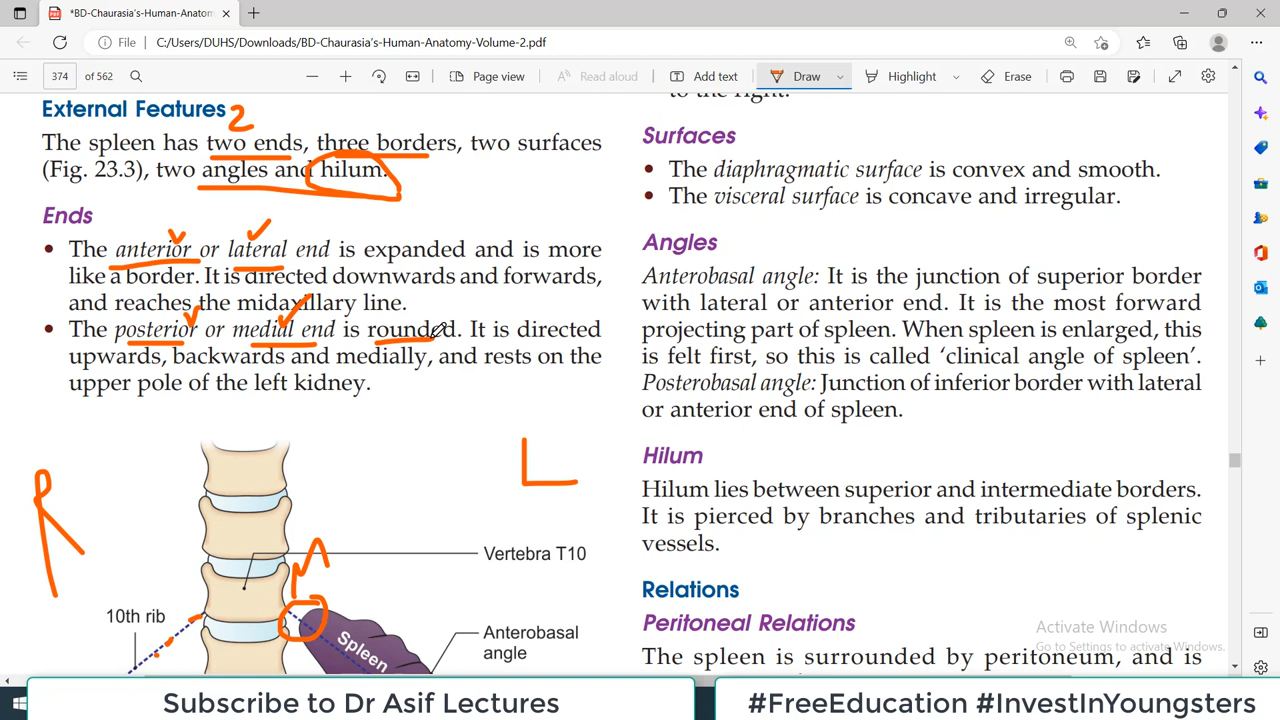 *BD-Chaurasia's-Human-Anatom
File
C:/Users/DUHS/Downloads/BD-Chaurasia's-Human-Anatomy-Volume-2.pdf
374 of 562
Page view
Read aloud
Add text
Draw
Highlight
Erase
External Features
2
The spleen has two ends, three borders, two surfaces
(Fig. 23.3), two angles and hilum.
Ends
• The anterior or lateral end is expanded and is more
like a border. It is directed downwards and forwards,
and reaches the midaxillary line.
• The posterior or medial end is rounded. It is directed
upwards, backwards and medially, and rests on the
upper pole of the left kidney.
R
L
M
Vertebra T10
10th rib
Spleen
Anterobasal
angle
to the right.
Surfaces
• The diaphragmatic surface is convex and smooth.
• The visceral surface is concave and irregular.
Angles
Anterobasal angle: It is the junction of superior border
with lateral or anterior end. It is the most forward
projecting part of spleen. When spleen is enlarged, this
is felt first, so this is called 'clinical angle of spleen'.
Posterobasal angle: Junction of inferior border with lateral
or anterior end of spleen.
Hilum
Hilum lies between superior and intermediate borders.
It is pierced by branches and tributaries of splenic
vessels.
Relations
Peritoneal Relations
The spleen is surrounded by peritoneum, and is
Activate Windows
Go to Settings to activate Windows.
Subscribe to Dr Asif Lectures
#FreeEducation #InvestInYoungsters